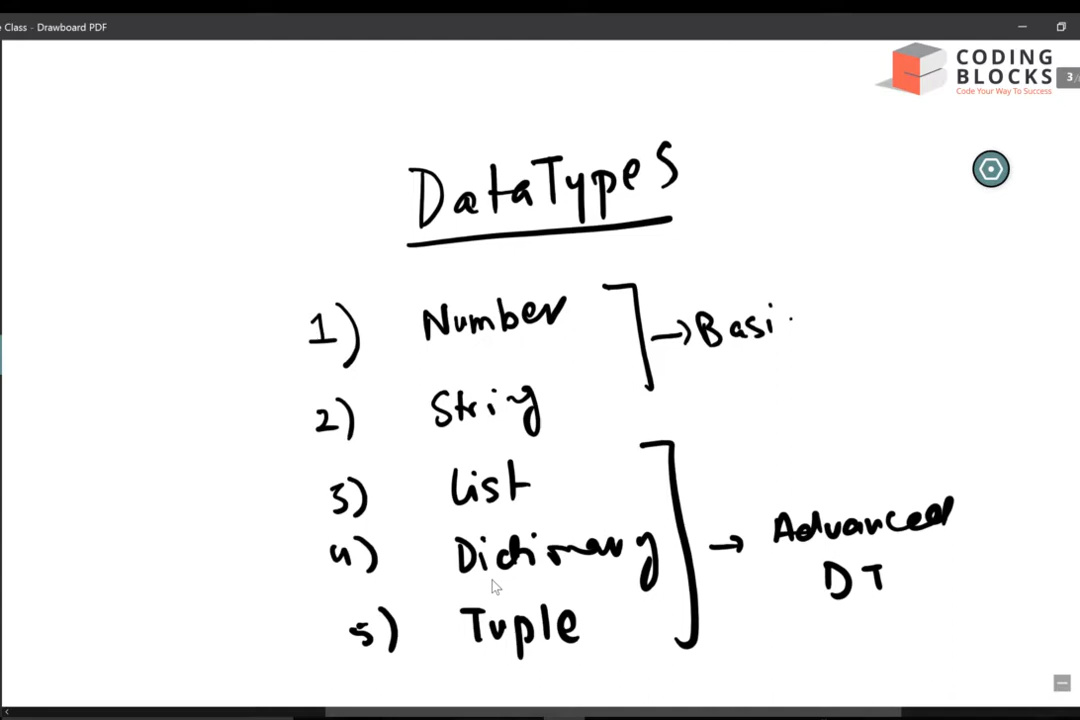 e Class - Drawboard PDF
CODING
BLOCKS
Code Your Way To Success
3/
DataTypes
1) Number
→ Basi
2) String
3) List
4) Dictionary
→ Advanced
DT
5) Tuple